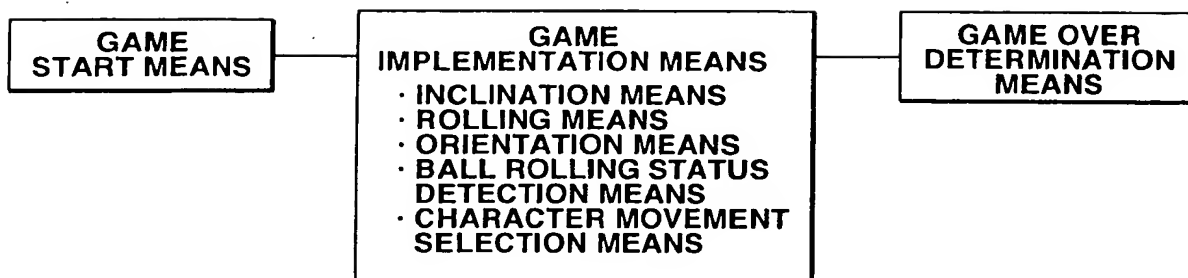 GAME
START MEANS
GAME
IMPLEMENTATION MEANS
· INCLINATION MEANS
· ROLLING MEANS
· ORIENTATION MEANS
· BALL ROLLING STATUS
DETECTION MEANS
· CHARACTER MOVEMENT
SELECTION MEANS
GAME OVER
DETERMINATION
MEANS